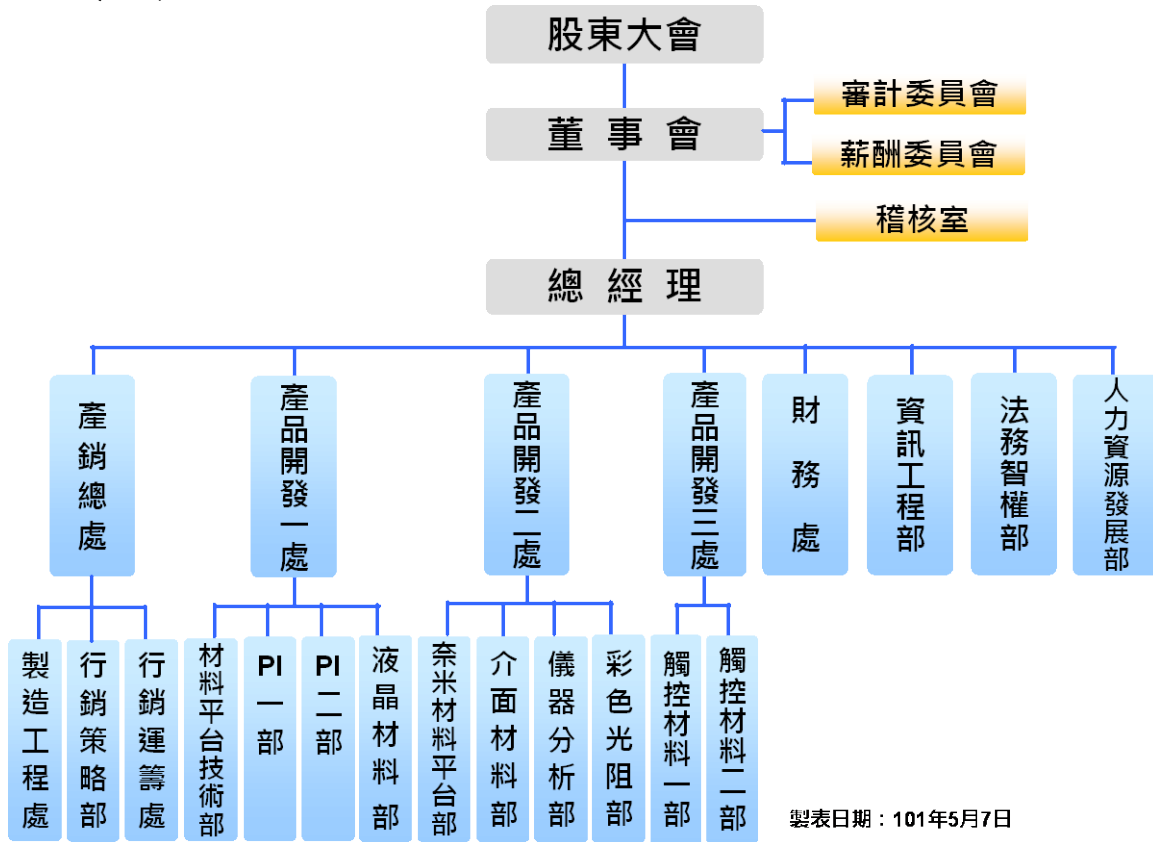 股東大會
董事會
審計委員會
薪酬委員會
稽核室
總經理
產銷總處
產品開發一處
產品開發二處
產品開發三處
財務處
資訊工程部
法務智權部
人力資源發展部
製造工程處
行銷策略部
行銷運籌處
材料平台技術部
PI一部
PI二部
液晶材料部
奈米材料平台部
介面材料部
儀器分析部
彩色光阻部
觸控材料一部
觸控材料二部
製表日期：101年5月7日